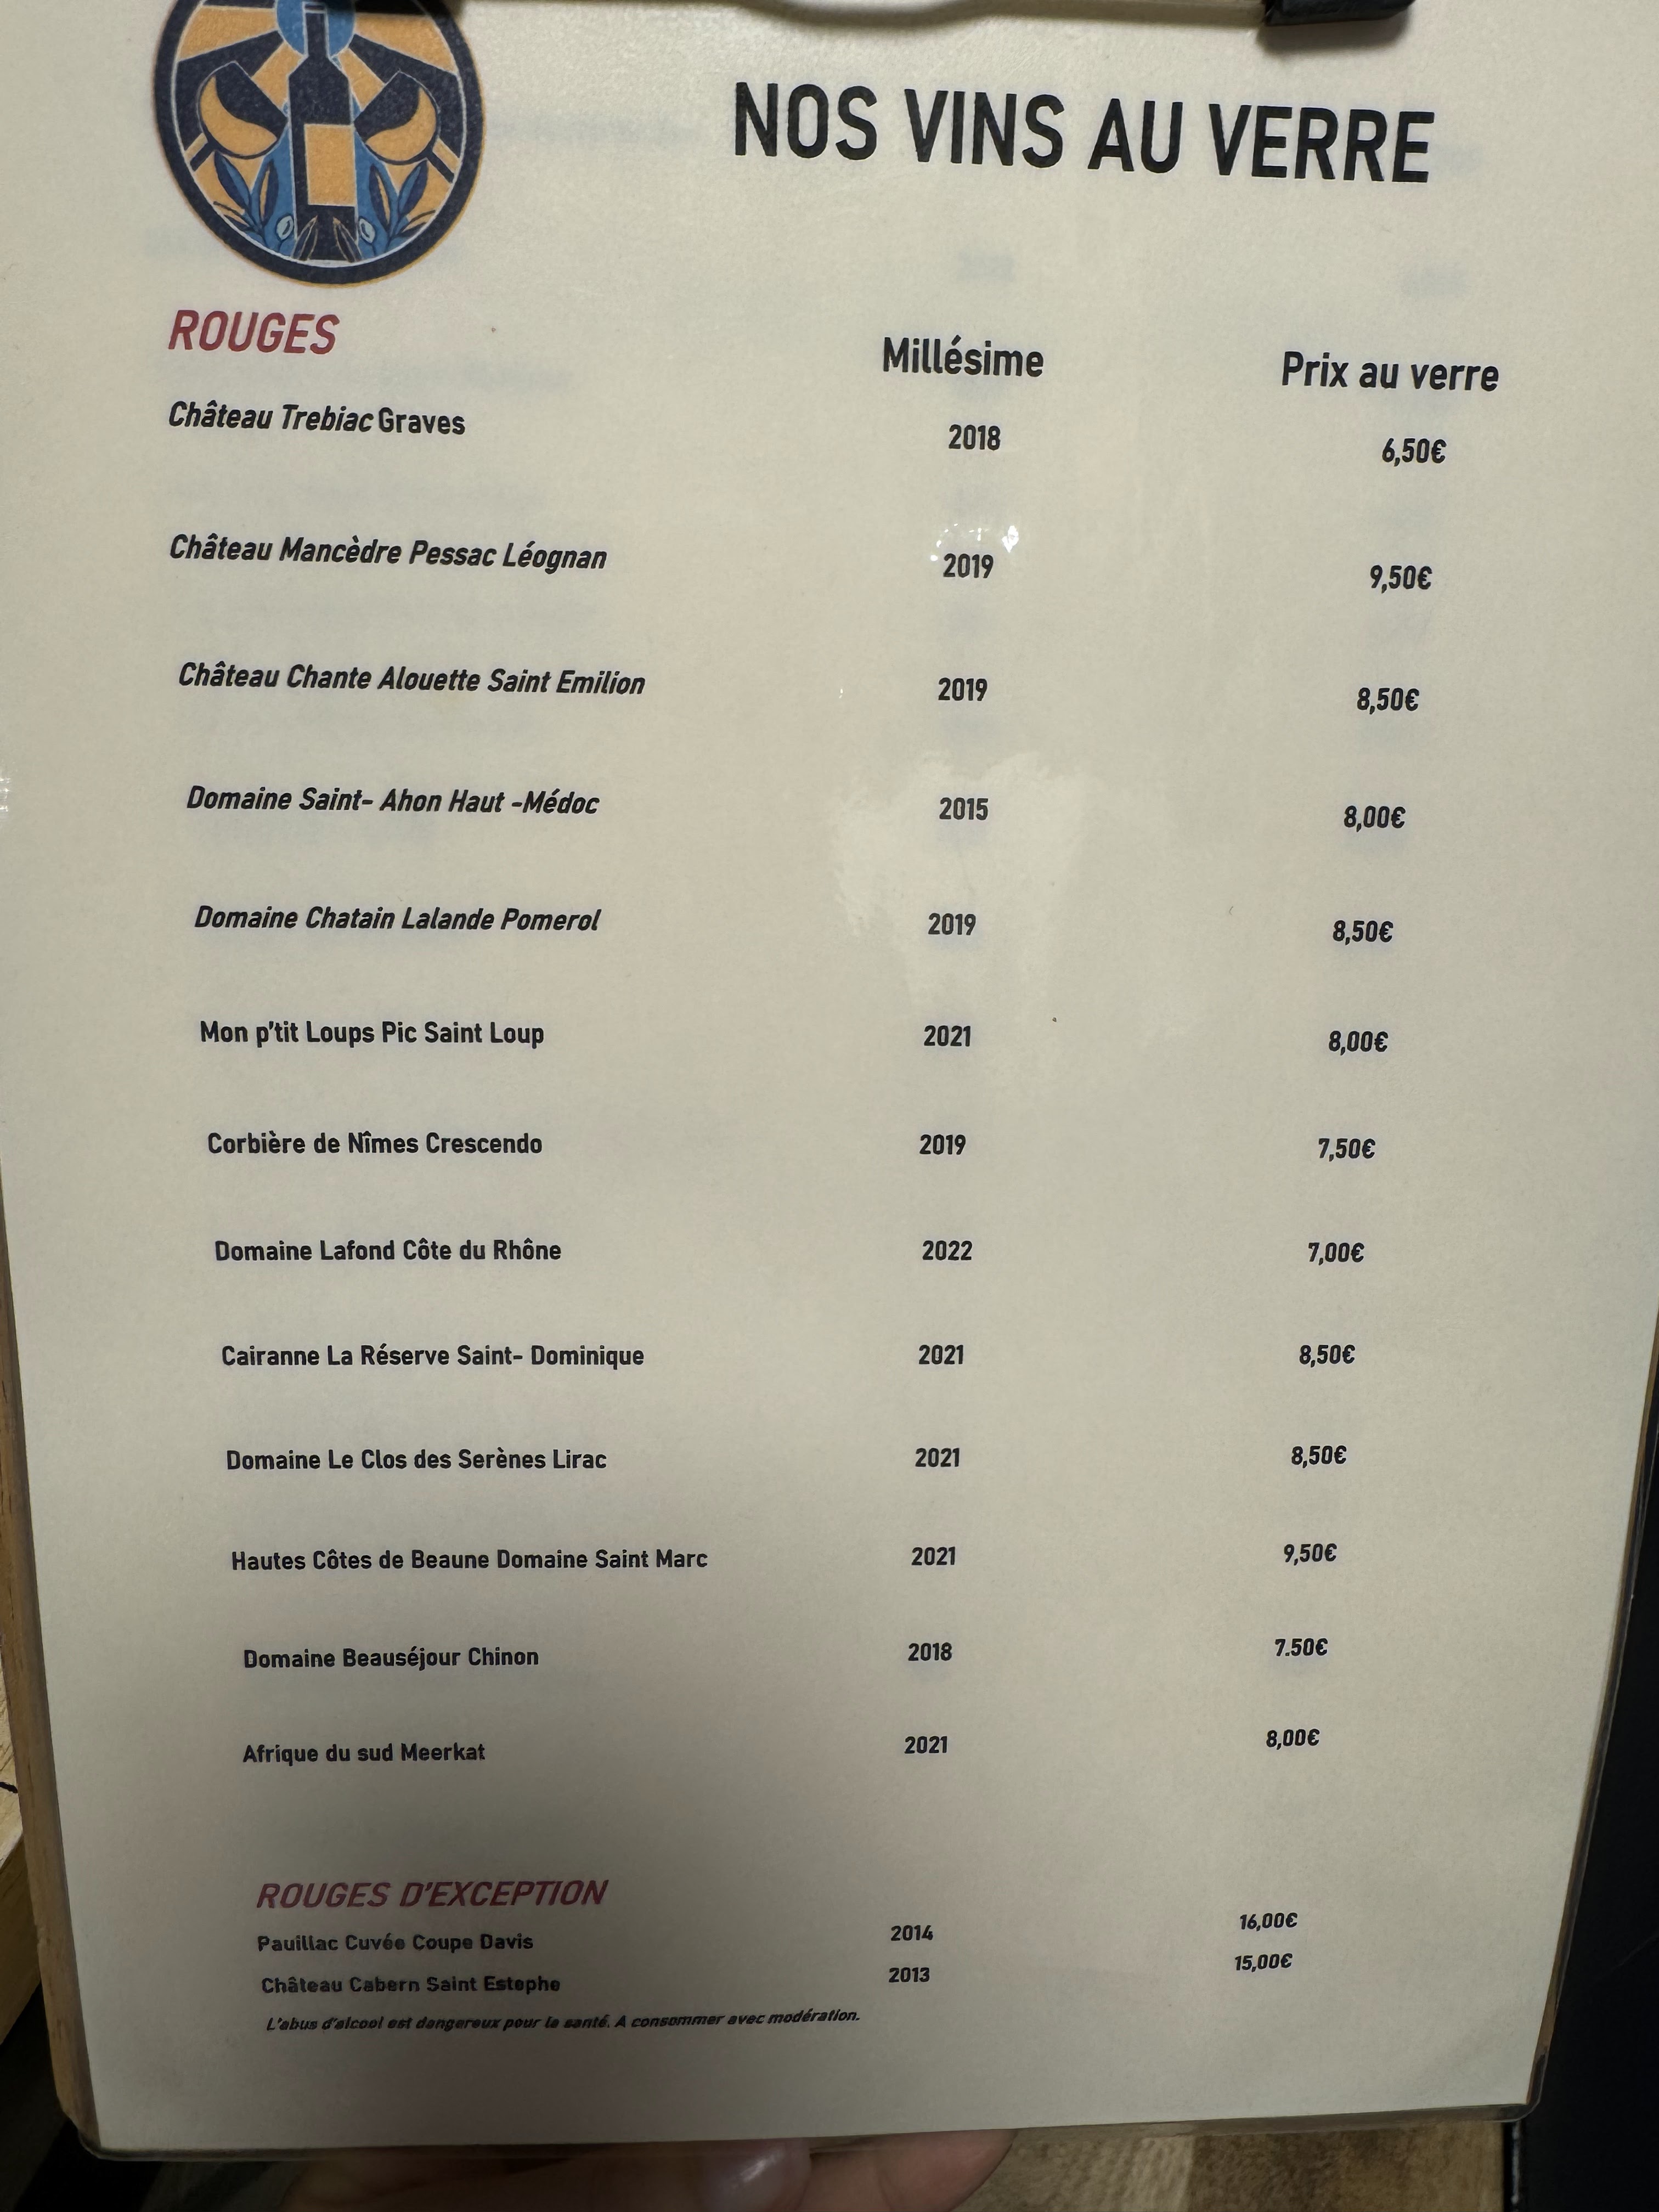 NOS VINS AU VERRE
ROUGES Millésime Prix au verre
Château Trebiac Graves 2018 6,50€
Château Mancèdre Pessac Léognan 2019 9,50€
Château Chante Alouette Saint Emilion 2019 8,50€
Domaine Saint- Ahon Haut -Médoc 2015 8,00€
Domaine Chatain Lalande Pomerol 2019 8,50€
Mon p'tit Loups Pic Saint Loup 2021 8,00€
Corbière de Nîmes Crescendo 2019 7,50€
Domaine Lafond Côte du Rhône 2022 7,00€
Cairanne La Réserve Saint- Dominique 2021 8,50€
Domaine Le Clos des Serènes Lirac 2021 8,50€
Hautes Côtes de Beaune Domaine Saint Marc 2021 9,50€
Domaine Beauséjour Chinon 2018 7.50€
Afrique du sud Meerkat 2021 8,00€
ROUGES D'EXCEPTION
Pauillac Cuvée Coupe Davis 2014 16,00€
Château Cabern Saint Estephe 2013 15,00€
L'abus d'alcool est dangereux pour la santé. A consommer avec modération.